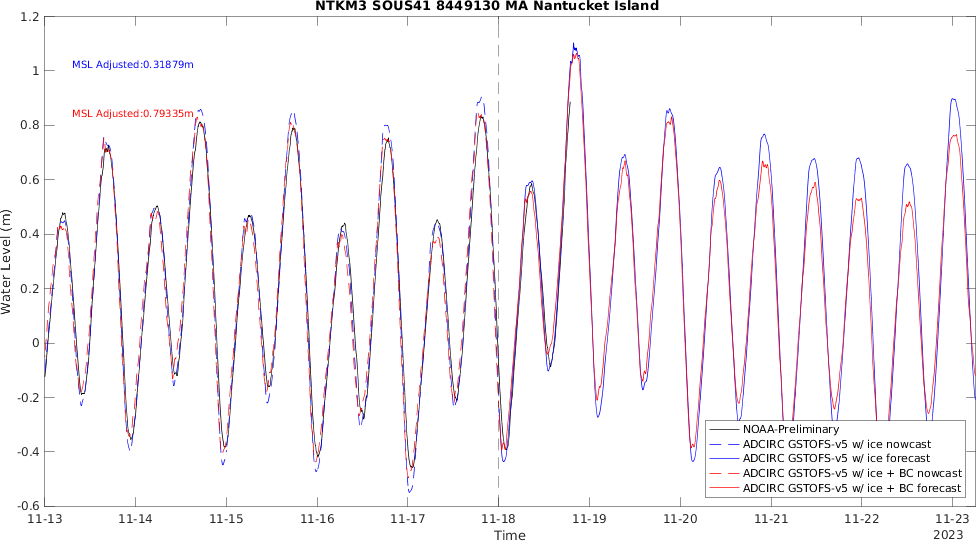 NTKM3 SOUS41 8449130 MA Nantucket Island
1.2
1
0.8
0.6
0.4
0.2
0
-0.2
-0.4
-0.6
Water Level (m)
MSL Adjusted:0.31879m
MSL Adjusted:0.79335m
NOAA-Preliminary
ADCIRC GSTOFS-v5 w/ ice nowcast
ADCIRC GSTOFS-v5 w/ ice forecast
ADCIRC GSTOFS-v5 w/ ice + BC nowcast
ADCIRC GSTOFS-v5 w/ ice + BC forecast
11-13 11-14 11-15 11-16 11-17 11-18 11-19 11-20 11-21 11-22 11-23
2023
Time